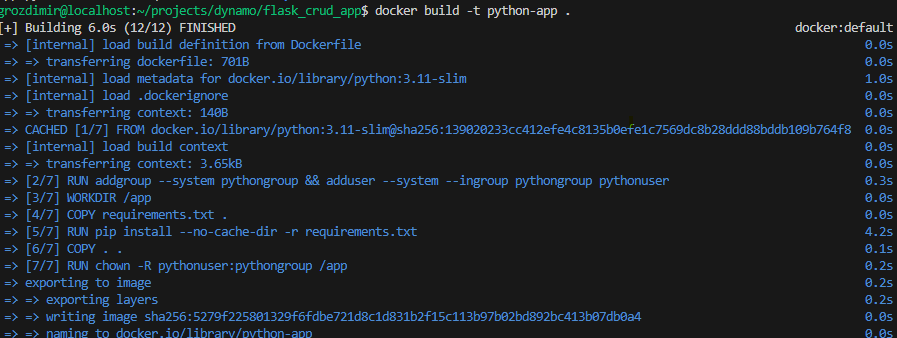 grozdimir@localhost:~/projects/dynamo/flask_crud_app$ docker build -t python-app .
[+] Building 6.0s (12/12) FINISHED docker:default
=> [internal] load build definition from Dockerfile 0.0s
=> => transferring dockerfile: 701B 0.0s
=> [internal] load metadata for docker.io/library/python:3.11-slim 1.0s
=> [internal] load .dockerignore 0.0s
=> => transferring context: 140B 0.0s
=> CACHED [1/7] FROM docker.io/library/python:3.11-slim@sha256:139020233cc412efe4c8135b0efe1c7569dc8b28ddd88bddb109b764f8 0.0s
=> [internal] load build context 0.0s
=> => transferring context: 3.65kB 0.0s
=> [2/7] RUN addgroup --system pythongroup && adduser --system --ingroup pythongroup pythonuser 0.3s
=> [3/7] WORKDIR /app 0.0s
=> [4/7] COPY requirements.txt . 0.0s
=> [5/7] RUN pip install --no-cache-dir -r requirements.txt 4.2s
=> [6/7] COPY . . 0.1s
=> [7/7] RUN chown -R pythonuser:pythongroup /app 0.2s
=> exporting to image 0.2s
=> => exporting layers 0.2s
=> => writing image sha256:5279f225801329f6fdbe721d8c1d831b2f15c113b97b02bd892bc413b07db0a4 0.0s
=> => naming to docker.io/library/python-app 0.0s